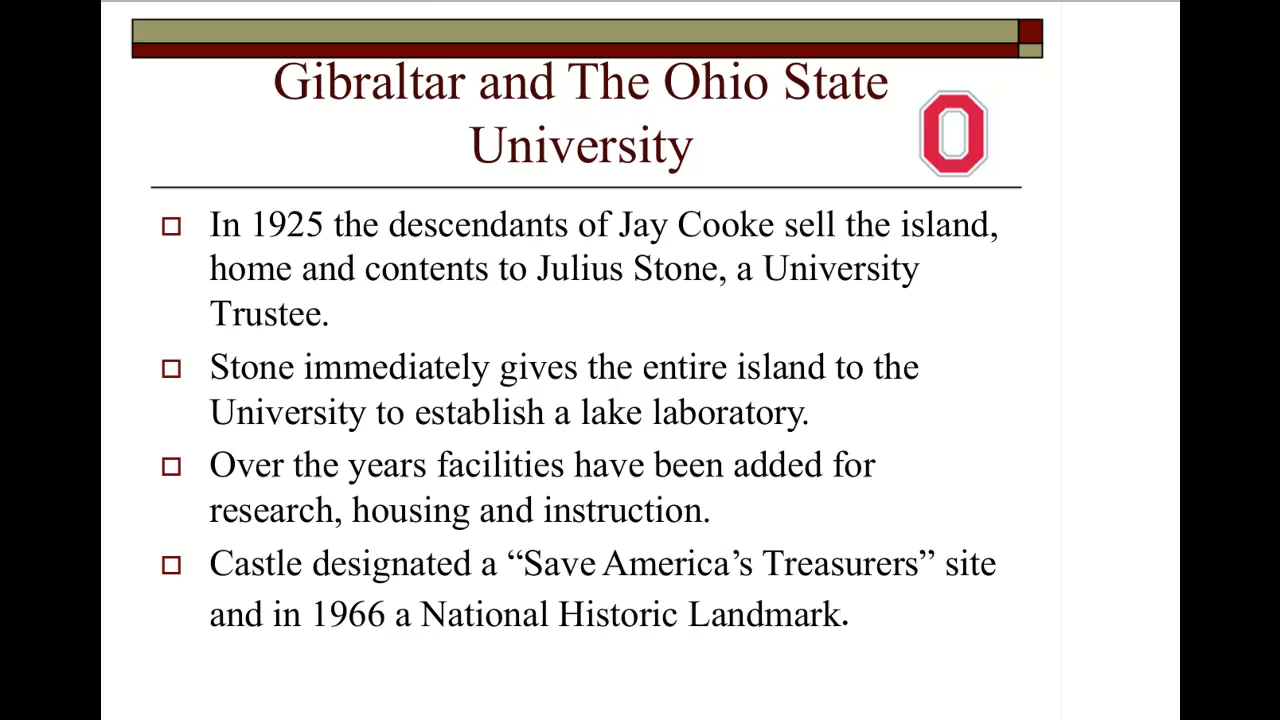 Gibraltar and The Ohio State
University
In 1925 the descendants of Jay Cooke sell the island,
home and contents to Julius Stone, a University
Trustee.
Stone immediately gives the entire island to the
University to establish a lake laboratory.
Over the years facilities have been added for
research, housing and instruction.
Castle designated a “Save America’s Treasurers” site
and in 1966 a National Historic Landmark.